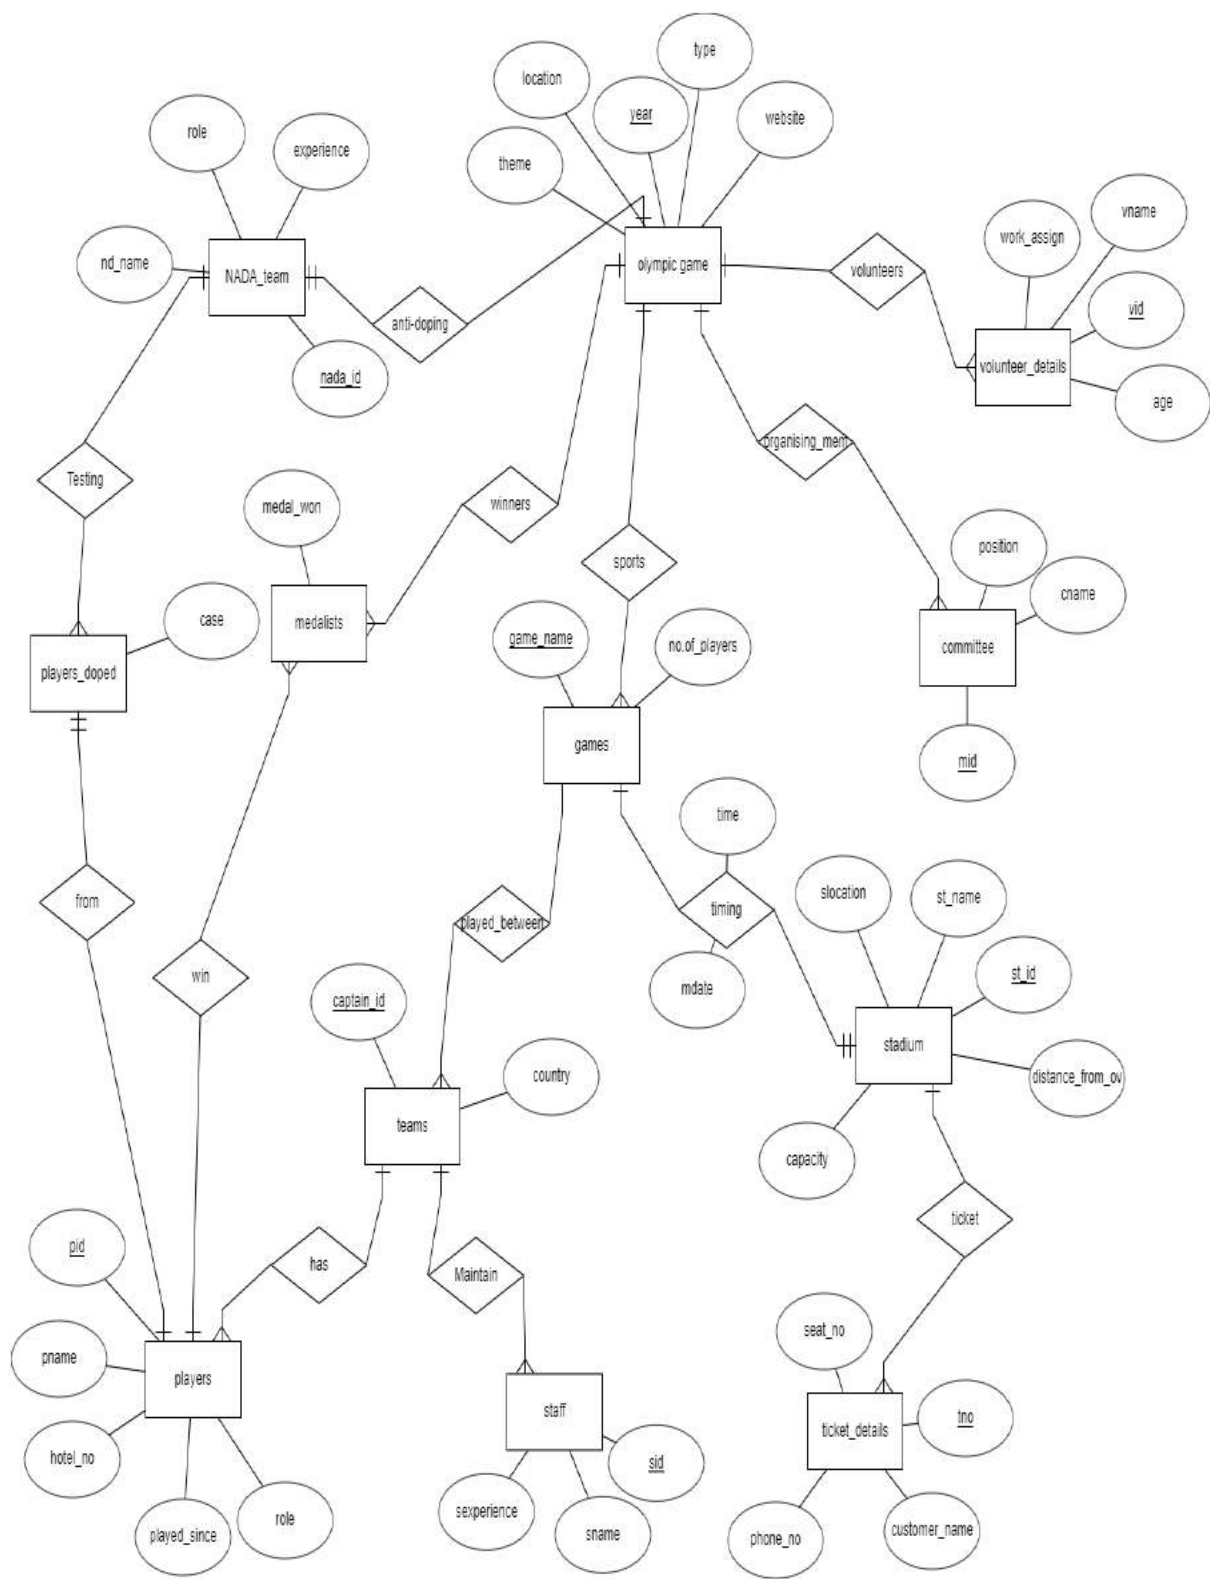 type
location
year
website
role
experience
theme
vname
work_assign
nd_name
NADA_team
olympic game
volunteers
vid
anti-doping
volunteer_details
nada_id
age
organising_mem
Testing
medal_won
winners
position
sports
cname
case
medalists
game_name
no.of_players
players_doped
committee
games
mid
time
slocation
st_name
from
timing
played_between
win
st_id
captain_id
mdate
stadium
country
distance_from_ov
teams
capacity
ticket
pid
has
Maintain
seat_no
pname
players
staff
tno
ticket_details
hotel_no
sid
sexperience
role
played_since
sname
phone_no
customer_name